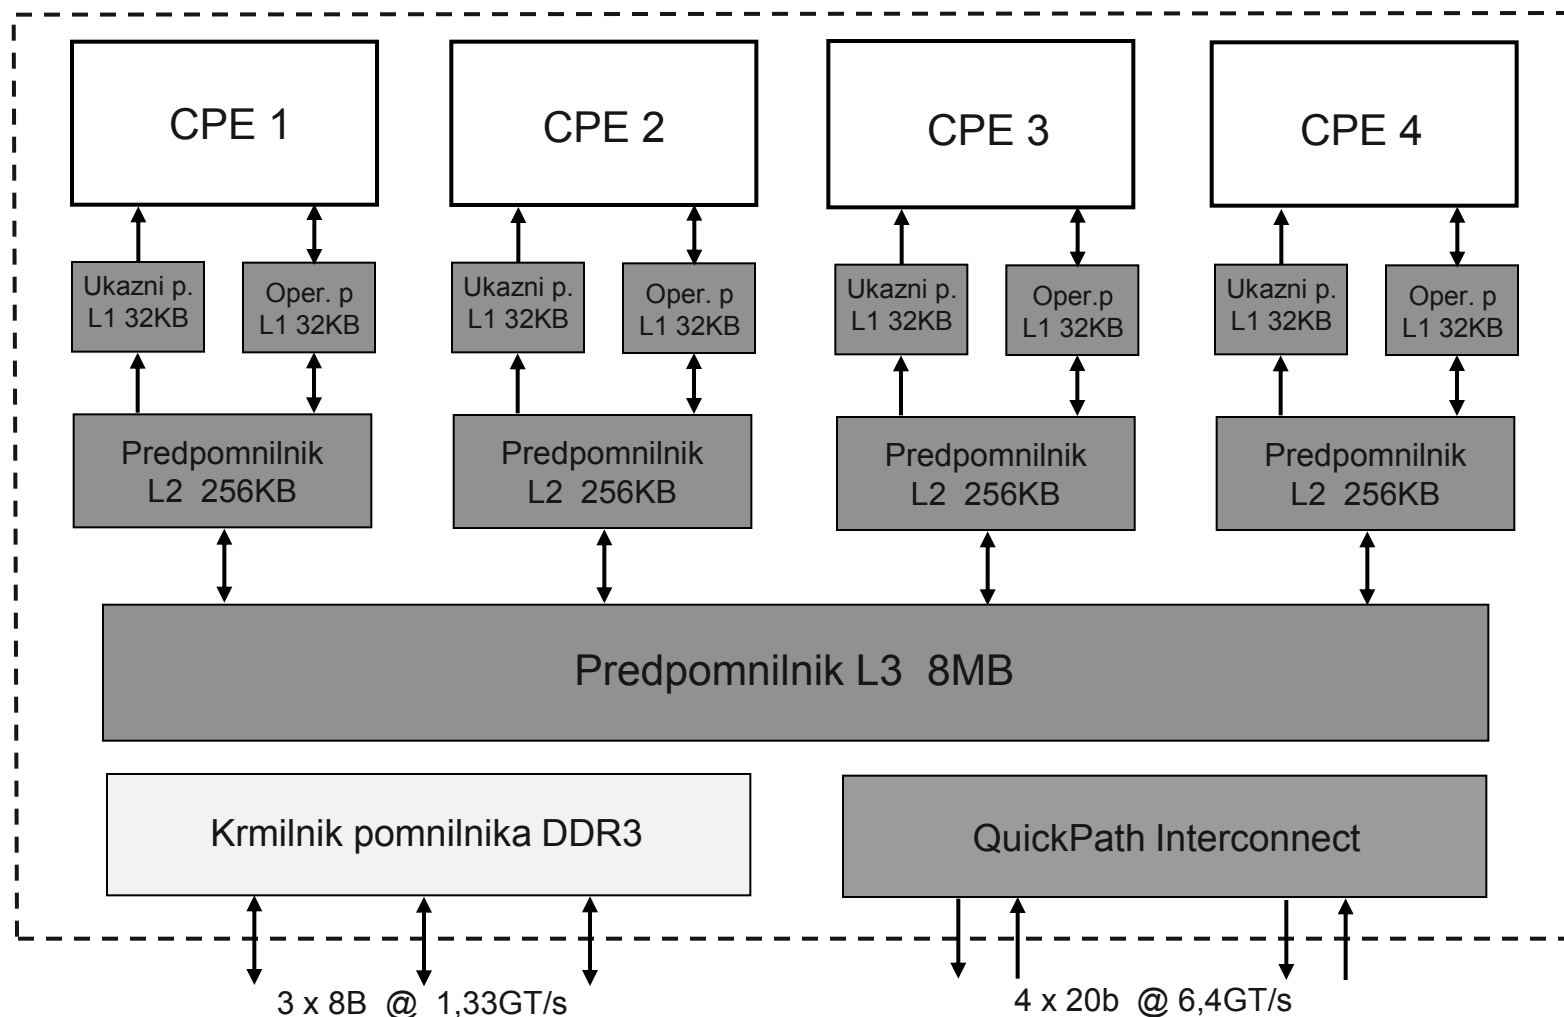 CPE 1
CPE 2
CPE 3
CPE 4
Ukazni p.
L1 32KB
Oper. p
L1 32KB
Ukazni p.
L1 32KB
Oper. p
L1 32KB
Ukazni p.
L1 32KB
Oper.p
L1 32KB
Ukazni p.
L1 32KB
Oper. p
L1 32KB
Predpomnilnik
L2 256KB
Predpomnilnik
L2 256KB
Predpomnilnik
L2 256KB
Predpomnilnik
L2 256KB
Predpomnilnik L3 8MB
Krmilnik pomnilnika DDR3
QuickPath Interconnect
3 x 8B @ 1,33GT/s
4 x 20b @ 6,4GT/s